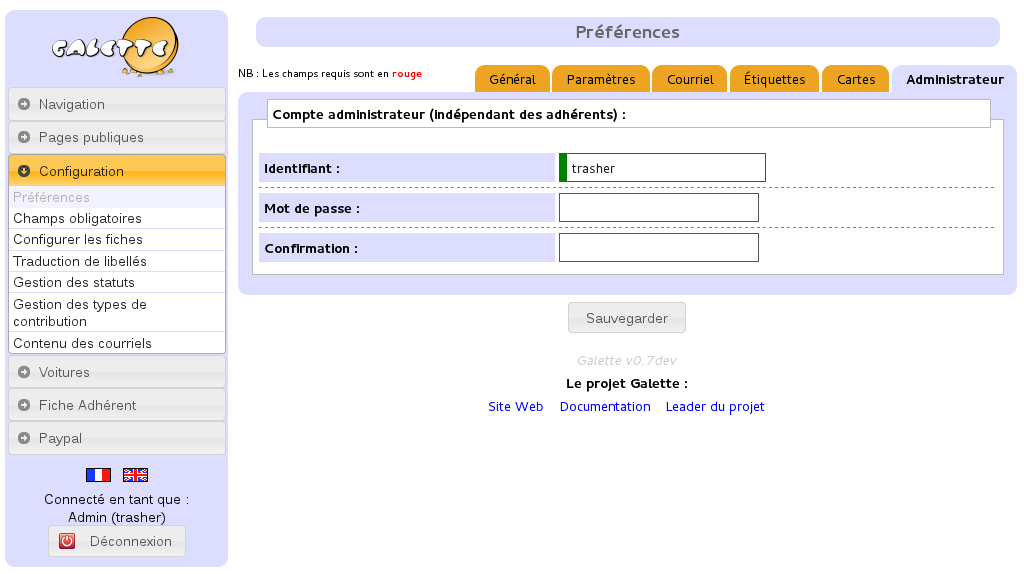 GALETTE
Navigation
Pages publiques
Configuration
Préférences
Champs obligatoires
Configurer les fiches
Traduction de libellés
Gestion des statuts
Gestion des types de
contribution
Contenu des courriels
Voitures
Fiche Adhérent
Paypal
Connecté en tant que :
Admin (trasher)
Déconnexion
Préférences
NB : Les champs requis sont en rouge
Général Paramètres Courriel Étiquettes Cartes Administrateur
Compte administrateur (indépendant des adhérents) :
Identifiant : trasher
Mot de passe :
Confirmation :
Sauvegarder
Galette v0.7dev
Le projet Galette :
Site Web Documentation Leader du projet